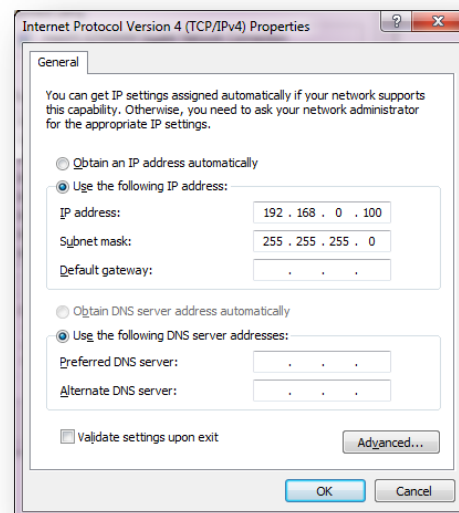 Internet Protocol Version 4 (TCP/IPv4) Properties
?
X
General
You can get IP settings assigned automatically if your network supports
this capability. Otherwise, you need to ask your network administrator
for the appropriate IP settings.
Obtain an IP address automatically
Use the following IP address:
IP address: 192 . 168 . 0 . 100
Subnet mask: 255 . 255 . 255 . 0
Default gateway: . . .
Obtain DNS server address automatically
Use the following DNS server addresses:
Preferred DNS server: . . .
Alternate DNS server: . . .
Validate settings upon exit
Advanced...
OK Cancel